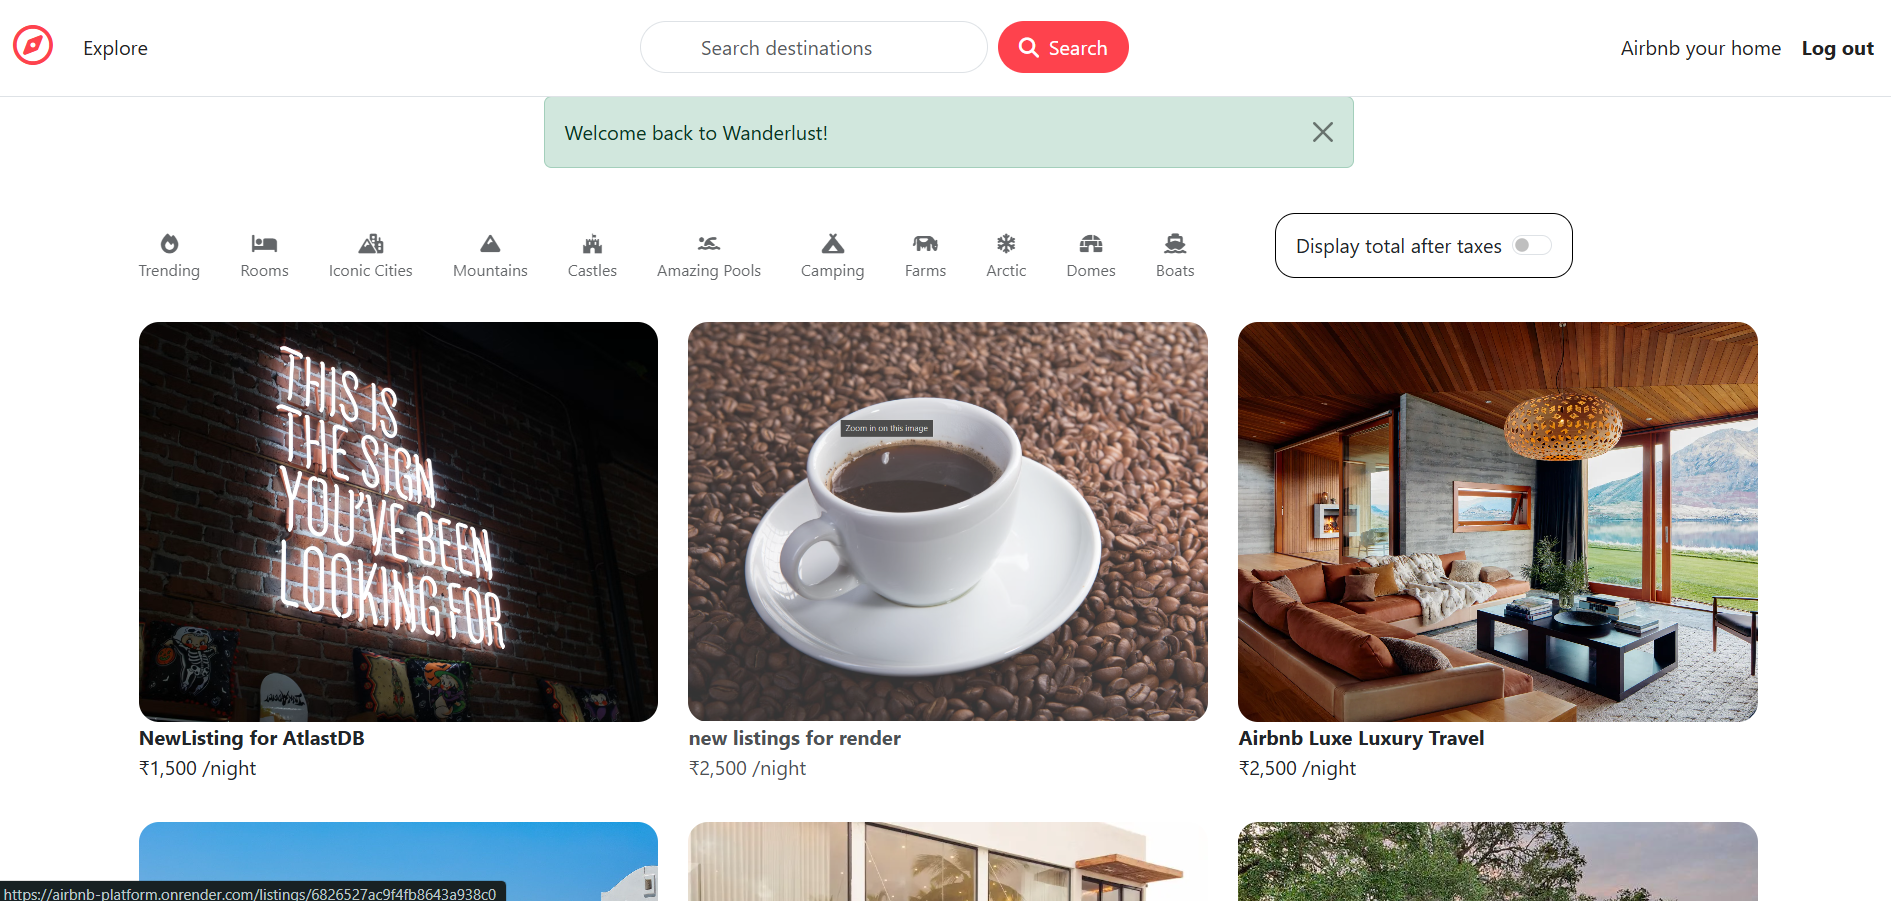 Explore
Search destinations
Search
Airbnb your home
Log out
Welcome back to Wanderlust!
Trending
Rooms
Iconic Cities
Mountains
Castles
Amazing Pools
Camping
Farms
Arctic
Domes
Boats
Display total after taxes
THIS IS
THE SIGN
YOU'VE BEEN
LOOKING FOR
Zoom in on this image
NewListing for AtlastDB
₹1,500 /night
new listings for render
₹2,500 /night
Airbnb Luxe Luxury Travel
₹2,500 /night
https://airbnb-platform.onrender.com/listings/6826527ac9f4fb8643a938c0